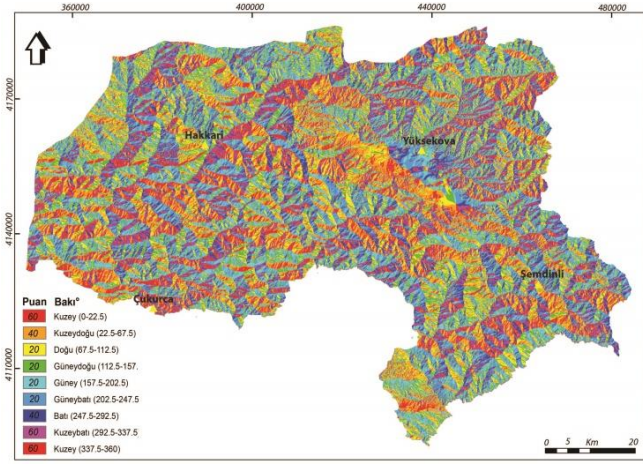 360000 400000 440000 480000
4170000
4140000
4110000
Hakkari
Yüksekova
Şemdinli
Çukurca
Puan Bakı°
60 Kuzey (0-22.5)
40 Kuzeydoğu (22.5-67.5)
20 Doğu (67.5-112.5)
20 Güneydoğu (112.5-157.
20 Güney (157.5-202.5)
20 Güneybatı (202.5-247.5
40 Batı (247.5-292.5)
60 Kuzeybatı (292.5-337.5
60 Kuzey (337.5-360)
0 5 Km 20